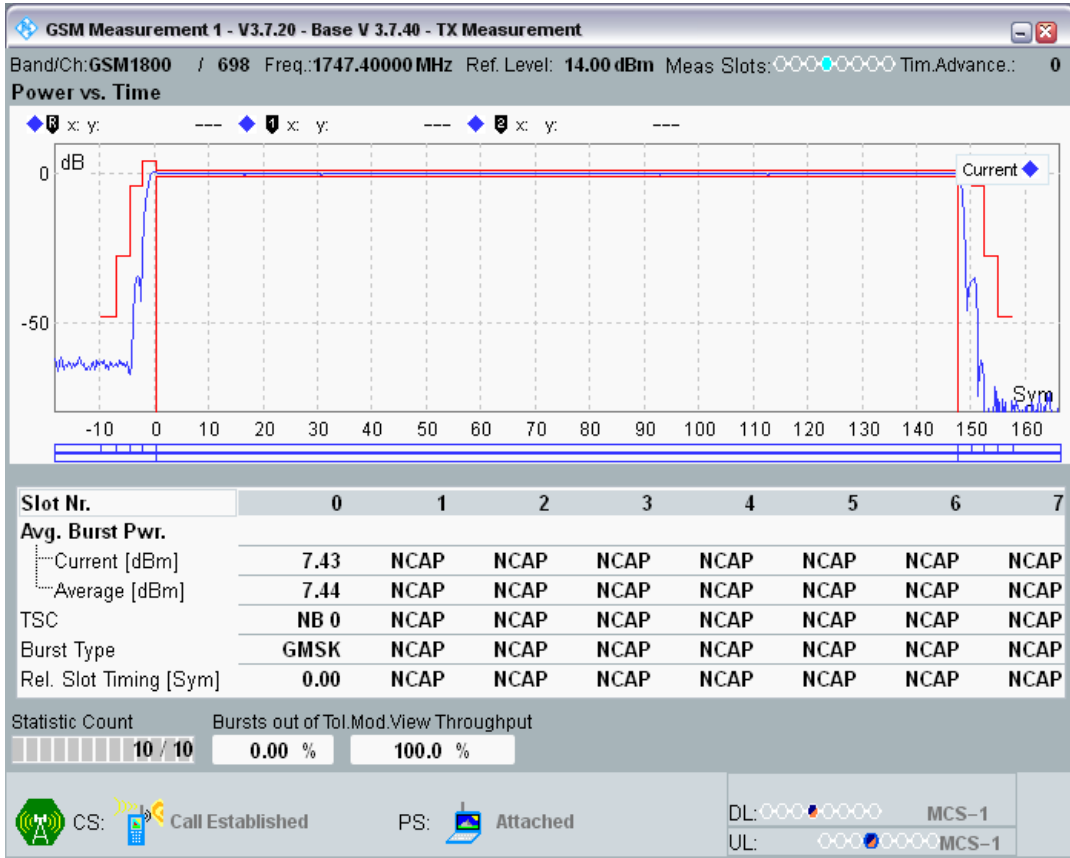 GSM Measurement 1 - V3.7.20 - Base V 3.7.40 - TX Measurement
Band/Ch:GSM1800 / 698 Freq.:1747.40000 MHz Ref. Level: 14.00 dBm Meas Slots: Tim.Advance.: 0
Power vs. Time
R x: y: --- 1 x: y: --- 2 x: y: ---
dB
Current
0
-50
Sym
-10 0 10 20 30 40 50 60 70 80 90 100 110 120 130 140 150 160
Slot Nr. 0 1 2 3 4 5 6 7
Avg. Burst Pwr.
Current [dBm] 7.43 NCAP NCAP NCAP NCAP NCAP NCAP NCAP
Average [dBm] 7.44 NCAP NCAP NCAP NCAP NCAP NCAP NCAP
TSC NB 0 NCAP NCAP NCAP NCAP NCAP NCAP NCAP
Burst Type GMSK NCAP NCAP NCAP NCAP NCAP NCAP NCAP
Rel. Slot Timing [Sym] 0.00 NCAP NCAP NCAP NCAP NCAP NCAP NCAP
Statistic Count Bursts out of Tol.Mod.View Throughput
10 / 10 0.00 % 100.0 %
CS: Call Established PS: Attached
DL: MCS-1
UL: MCS-1